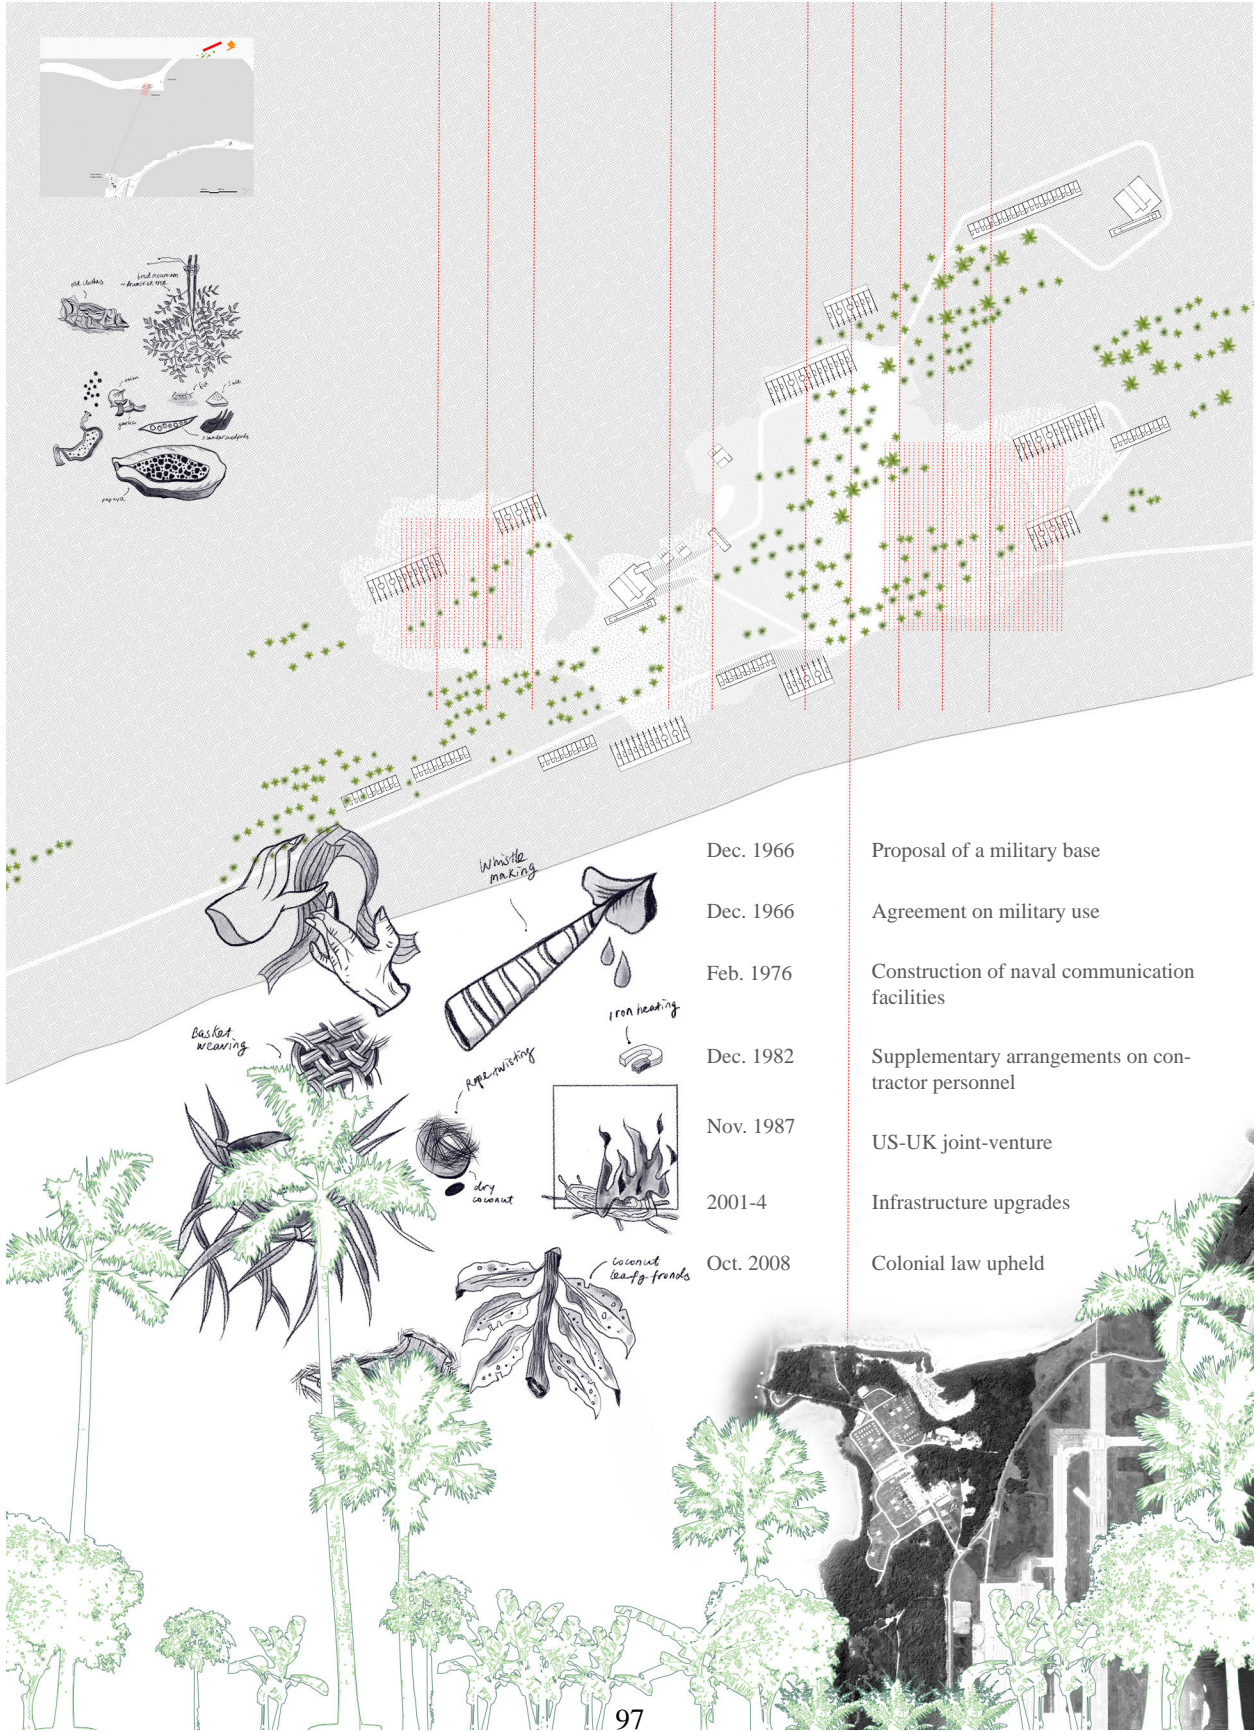 old clothes
onion
garlic
papaya
Whistle
making
Iron heating
Basket
weaving
Rope twisting
dry
coconut
coconut
leafy fronds
Dec. 1966 Proposal of a military base
Dec. 1966 Agreement on military use
Feb. 1976 Construction of naval communication
facilities
Dec. 1982 Supplementary arrangements on con-
tractor personnel
Nov. 1987 US-UK joint-venture
2001-4 Infrastructure upgrades
Oct. 2008 Colonial law upheld
97